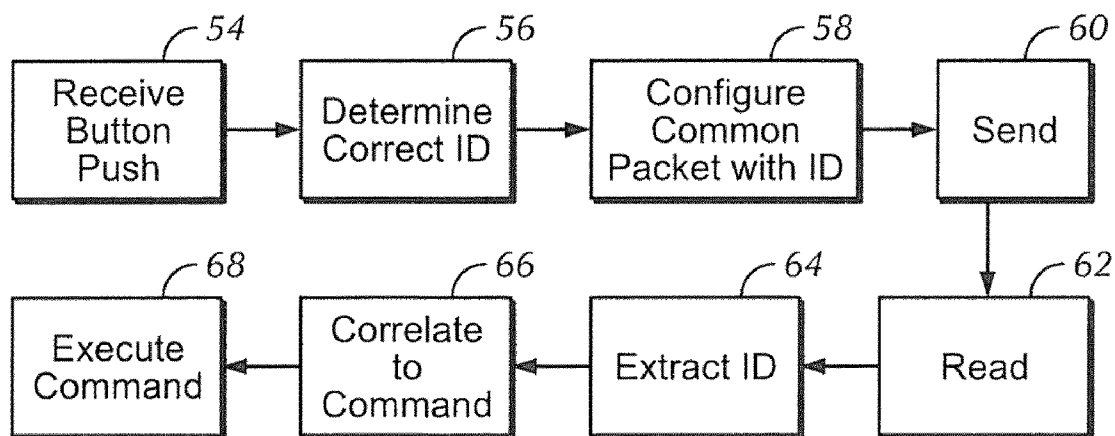 54
Receive
Button
Push
56
Determine
Correct ID
58
Configure
Common
Packet with ID
60
Send
62
Read
64
Extract ID
66
Correlate
to
Command
68
Execute
Command